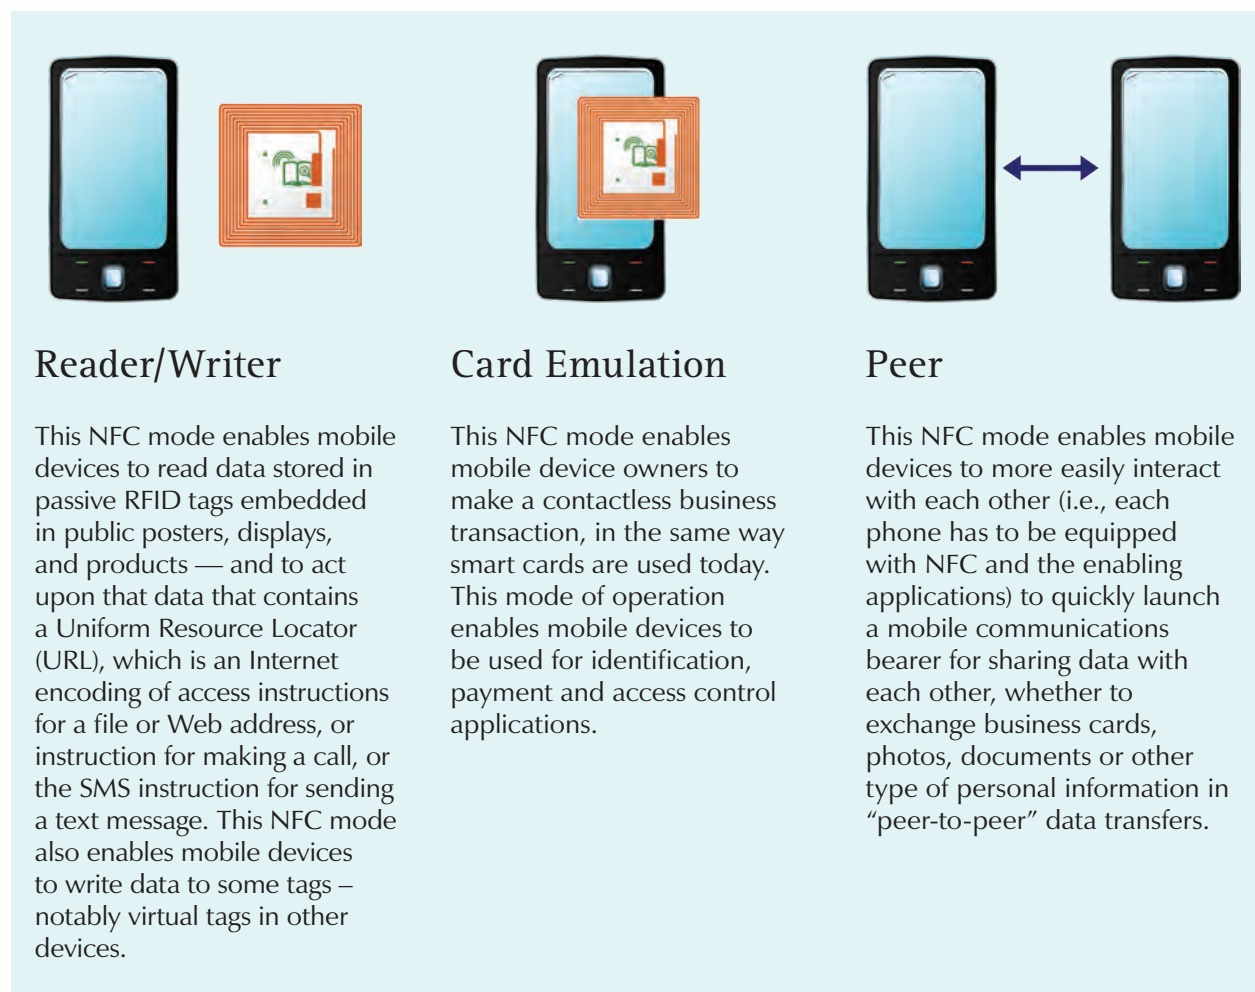 Reader/Writer
This NFC mode enables mobile
devices to read data stored in
passive RFID tags embedded
in public posters, displays,
and products — and to act
upon that data that contains
a Uniform Resource Locator
(URL), which is an Internet
encoding of access instructions
for a file or Web address, or
instruction for making a call, or
the SMS instruction for sending
a text message. This NFC mode
also enables mobile devices
to write data to some tags –
notably virtual tags in other
devices.
Card Emulation
This NFC mode enables
mobile device owners to
make a contactless business
transaction, in the same way
smart cards are used today.
This mode of operation
enables mobile devices to
be used for identification,
payment and access control
applications.
Peer
This NFC mode enables mobile
devices to more easily interact
with each other (i.e., each
phone has to be equipped
with NFC and the enabling
applications) to quickly launch
a mobile communications
bearer for sharing data with
each other, whether to
exchange business cards,
photos, documents or other
type of personal information in
“peer-to-peer” data transfers.